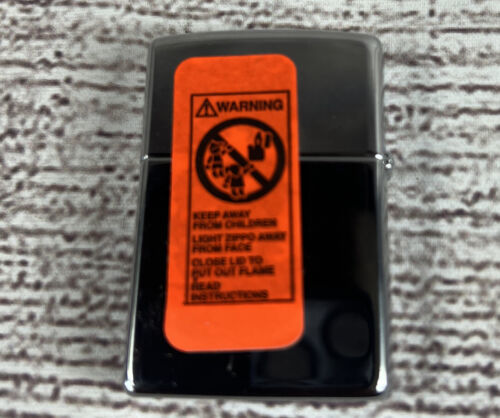 WARNING
KEEP AWAY
FROM CHILDREN
LIGHT ZIPPO AWAY
FROM FACE
CLOSE LID TO
PUT OUT FLAME
READ
INSTRUCTIONS